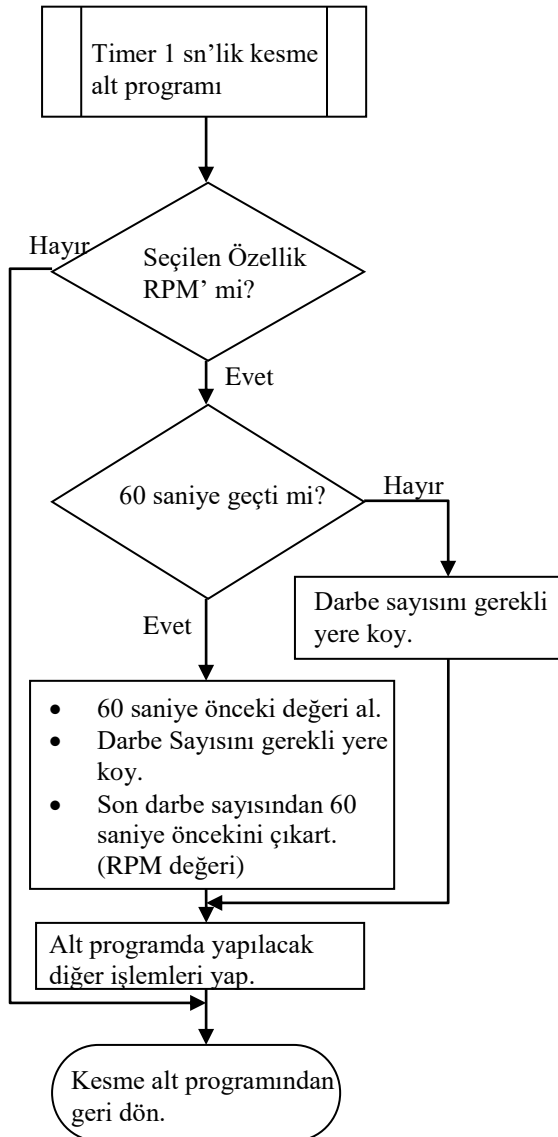 Timer 1 sn’lik kesme
alt programı
Hayır
Seçilen Özellik
RPM’ mi?
Evet
60 saniye geçti mi?
Hayır
Darbe sayısını gerekli
yere koy.
Evet
• 60 saniye önceki değeri al.
• Darbe Sayısını gerekli yere
koy.
• Son darbe sayısından 60
saniye öncekini çıkart.
(RPM değeri)
Alt programda yapılacak
diğer işlemleri yap.
Kesme alt programından
geri dön.